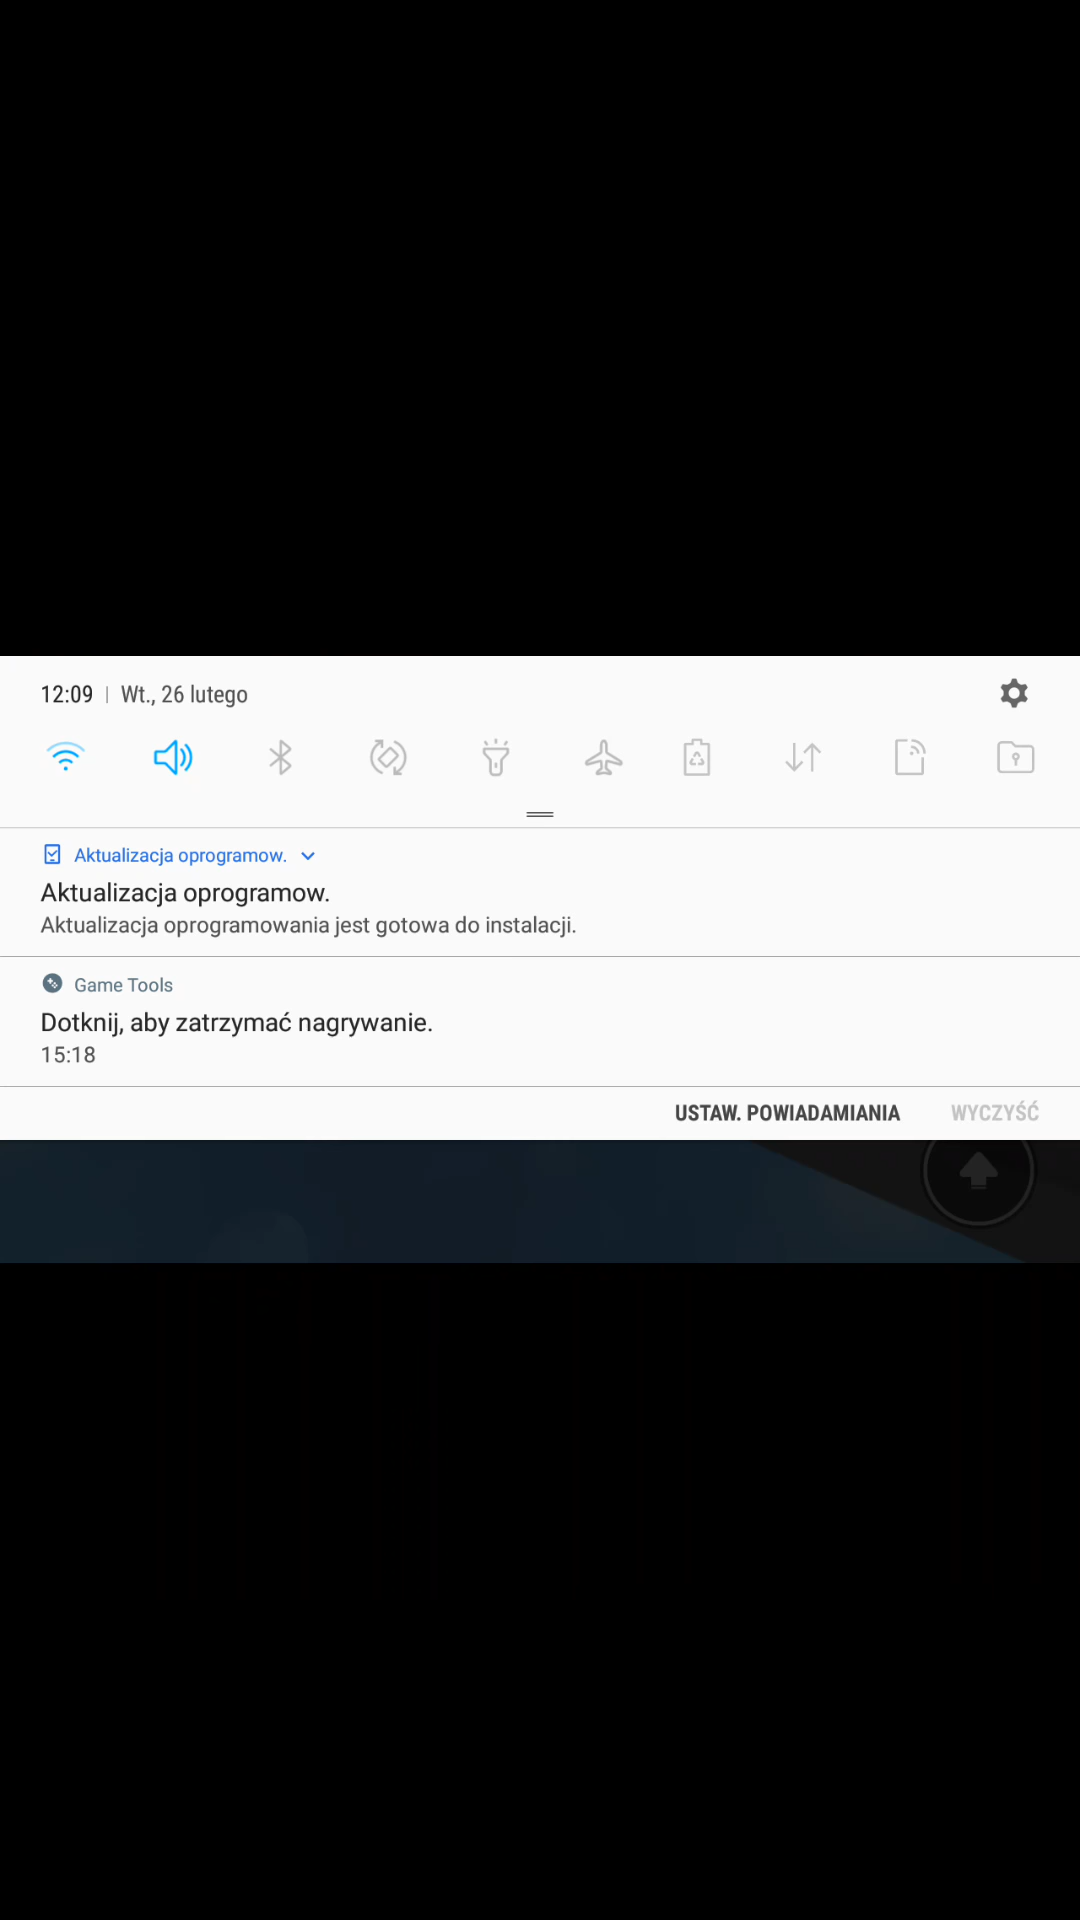 12:09 | Wt., 26 lutego
Aktualizacja oprogramow.
Aktualizacja oprogramow.
Aktualizacja oprogramowania jest gotowa do instalacji.
Game Tools
Dotknij, aby zatrzymać nagrywanie.
15:18
USTAW. POWIADAMIANIA WYCZYŚĆ